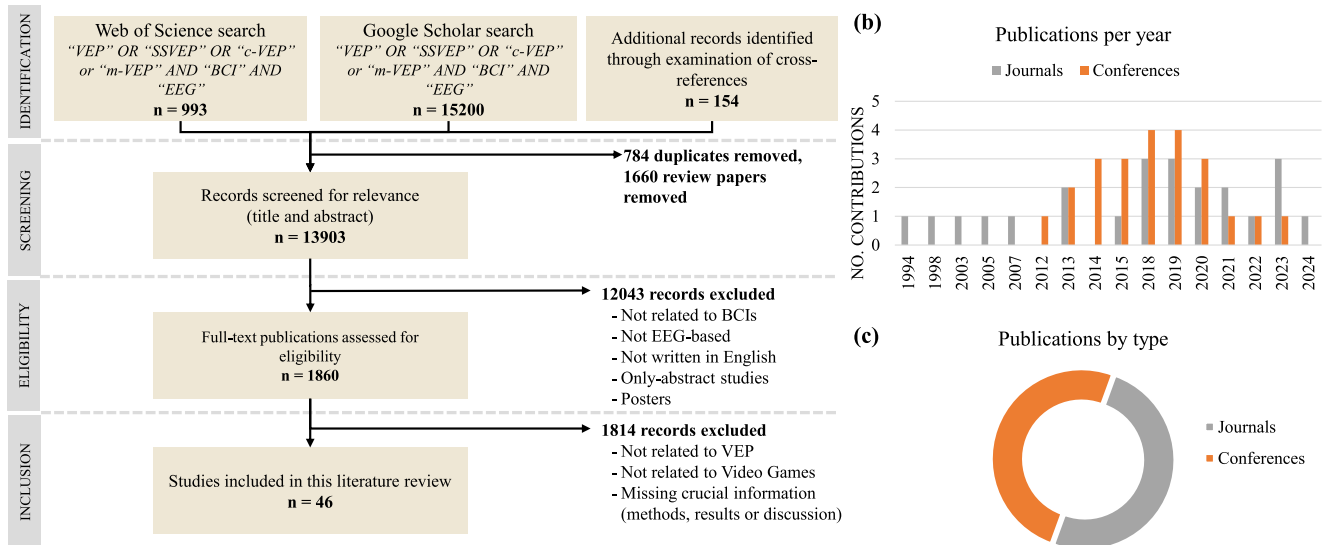 IDENTIFICATION
Web of Science search
“VEP” OR “SSVEP” OR “c-VEP”
or “m-VEP” AND “BCI” AND
“EEG”
n = 993
Google Scholar search
“VEP” OR “SSVEP” OR “c-VEP”
or “m-VEP” AND “BCI” AND
“EEG”
n = 15200
Additional records identified
through examination of cross-
references
n = 154
SCREENING
784 duplicates removed,
1660 review papers
removed
Records screened for relevance
(title and abstract)
n = 13903
ELIGIBILITY
12043 records excluded
- Not related to BCIs
- Not EEG-based
- Not written in English
- Only-abstract studies
- Posters
Full-text publications assessed for
eligibility
n = 1860
INCLUSION
1814 records excluded
- Not related to VEP
- Not related to Video Games
- Missing crucial information
(methods, results or discussion)
Studies included in this literature review
n = 46
(b)
Publications per year
Journals Conferences
NO. CONTRIBUTIONS
5
4
3
2
1
0
1994 1998 2003 2005 2007 2012 2013 2014 2015 2018 2019 2020 2021 2022 2023 2024
(c)
Publications by type
Journals
Conferences